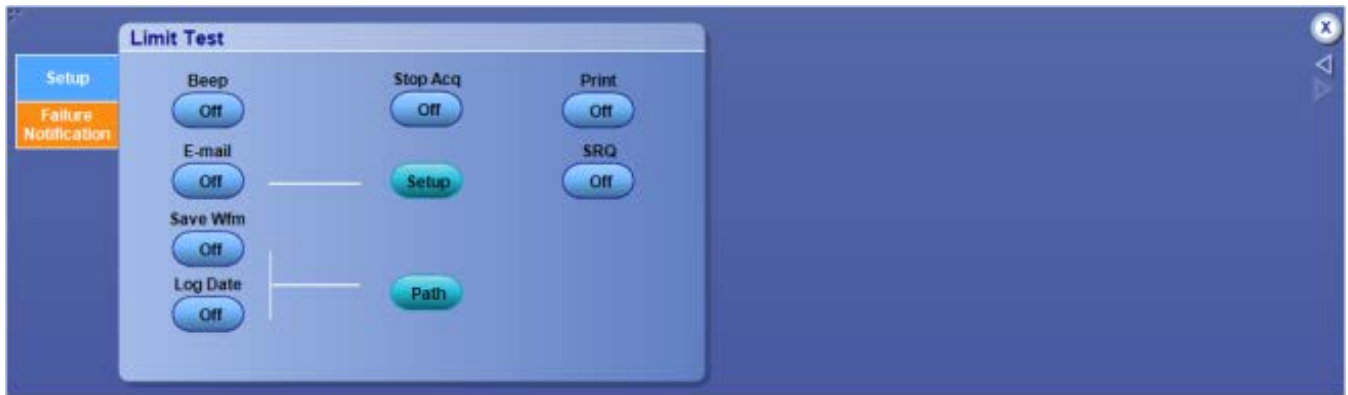 Limit Test
X
Setup
Failure
Notification
Beep
Off
Stop Acq
Off
Print
Off
E-mail
Off
Setup
SRQ
Off
Save Wfm
Off
Log Date
Off
Path